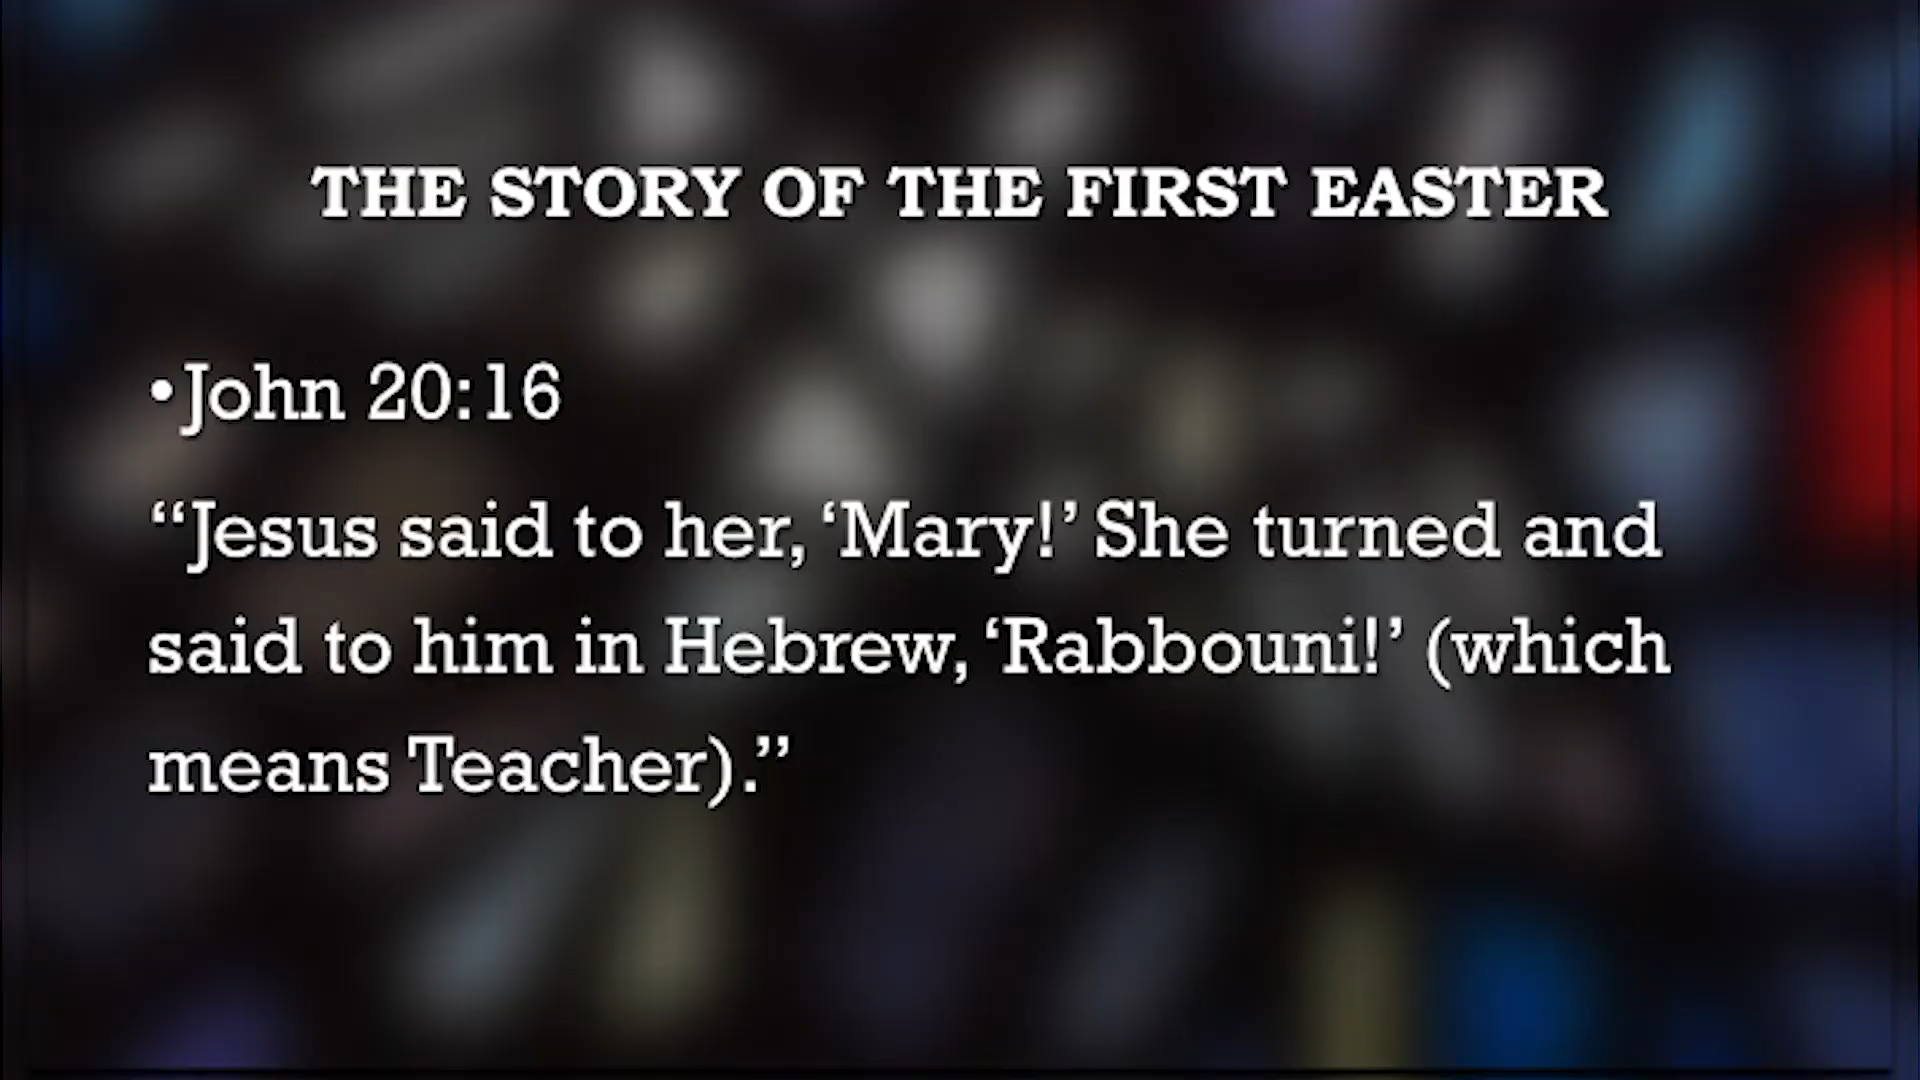 THE STORY OF THE FIRST EASTER
•John 20:16
“Jesus said to her, ‘Mary!’ She turned and
said to him in Hebrew, ‘Rabbouni!’ (which
means Teacher).”